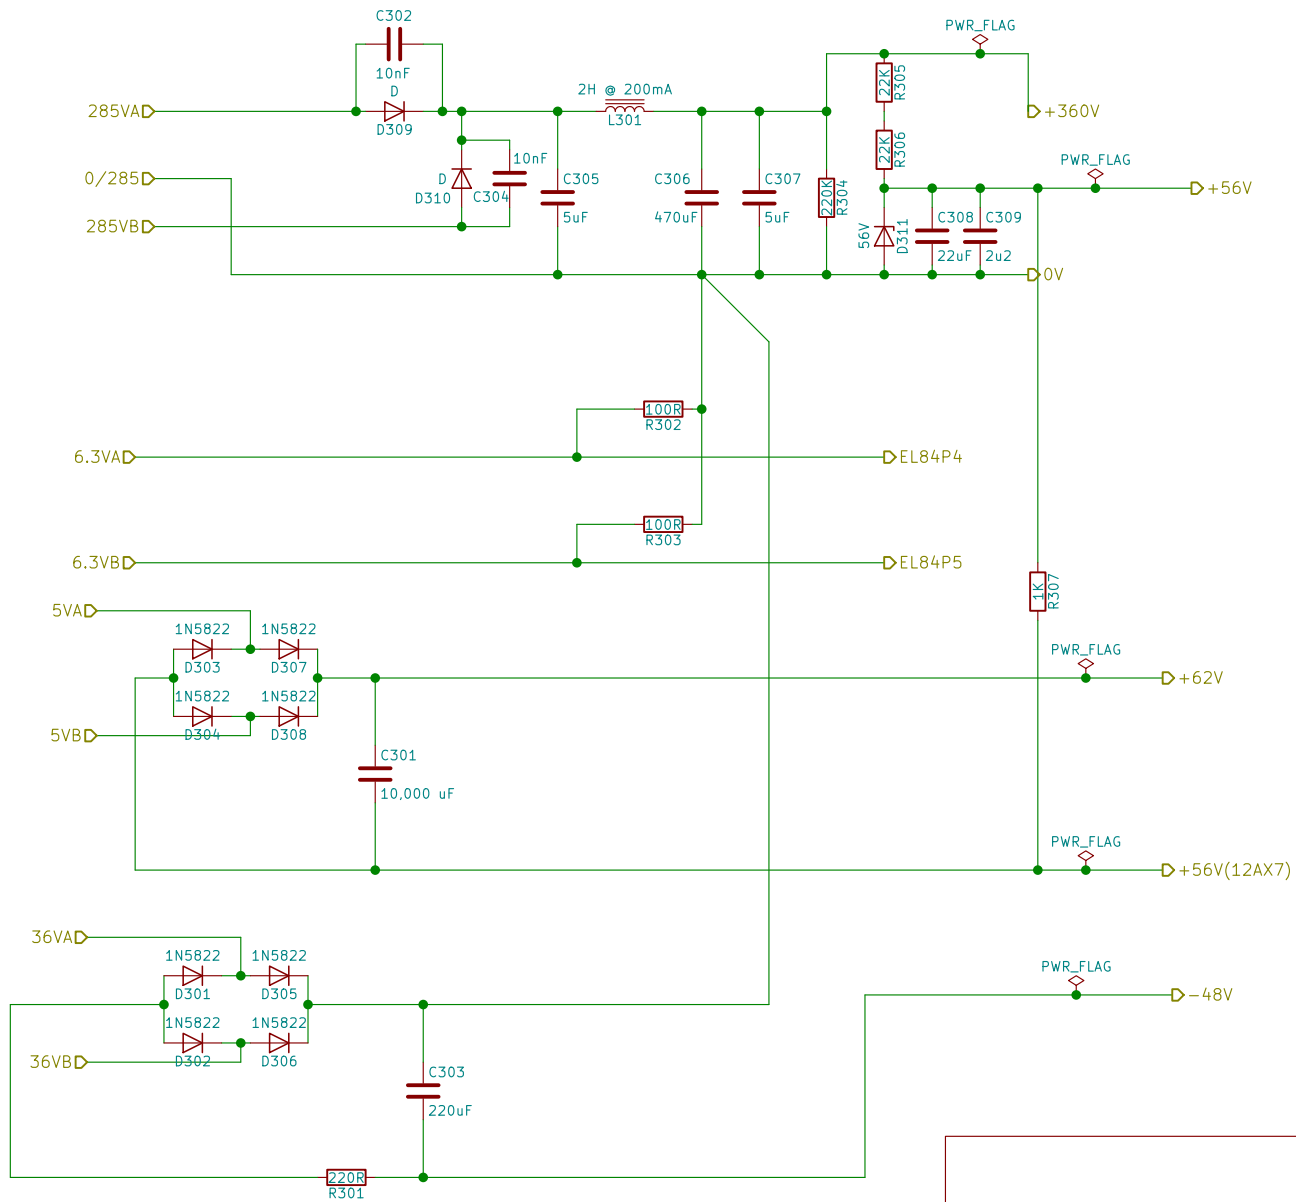 C302
10nF
PWR_FLAG
D
D309
285VA
2H @ 200mA
L301
22K
R305
+360V
22K
R306
PWR_FLAG
0/285
D
D310
10nF
C304
C305
5uF
C306
470uF
C307
5uF
220K
R304
+56V
285VB
56V
D311
C308
22uF
C309
2u2
0V
100R
R302
6.3VA
EL84P4
100R
R303
6.3VB
EL84P5
1K
R307
5VA
1N5822
D303
1N5822
D307
PWR_FLAG
+62V
1N5822
D304
1N5822
D308
5VB
C301
10,000 uF
PWR_FLAG
+56V(12AX7)
36VA
1N5822
D301
1N5822
D305
PWR_FLAG
-48V
1N5822
D302
1N5822
D306
36VB
C303
220uF
220R
R301